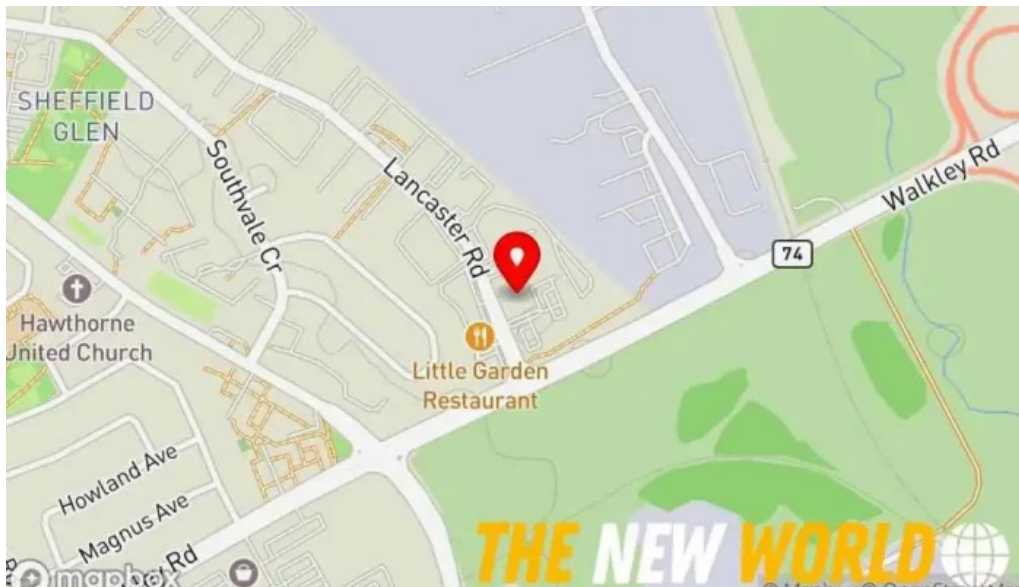 SHEFFIELD
GLEN
Southvale Cr
Lancaster Rd
Walkley Rd
74
Hawthorne
United Church
Little Garden
Restaurant
Howland Ave
Magnus Ave
Rd
THE NEW WORLD
mapbox